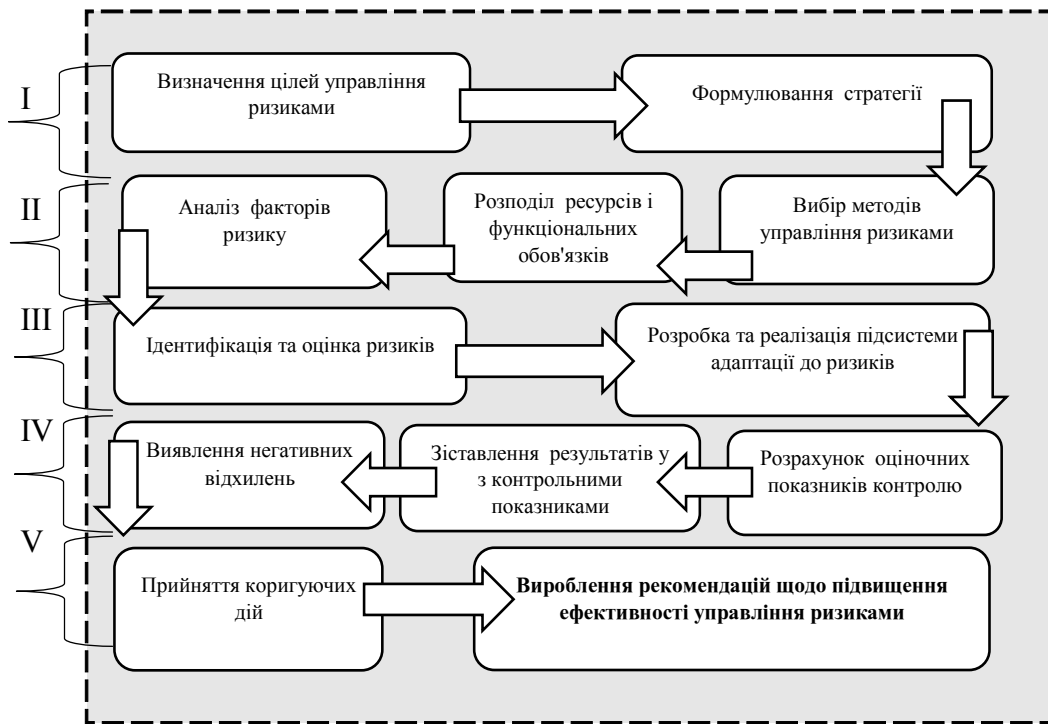 I
Визначення цілей управління
ризиками
Формулювання стратегії
II
Аналіз факторів
ризику
Розподіл ресурсів і
функціональних
обов'язків
Вибір методів
управління ризиками
III
Ідентифікація та оцінка ризиків
Розробка та реалізація підсистеми
адаптації до ризиків
IV
Виявлення негативних
відхилень
Зіставлення результатів у
з контрольними
показниками
Розрахунок оціночних
показників контролю
V
Прийняття коригуючих
дій
Вироблення рекомендацій щодо підвищення
ефективності управління ризиками